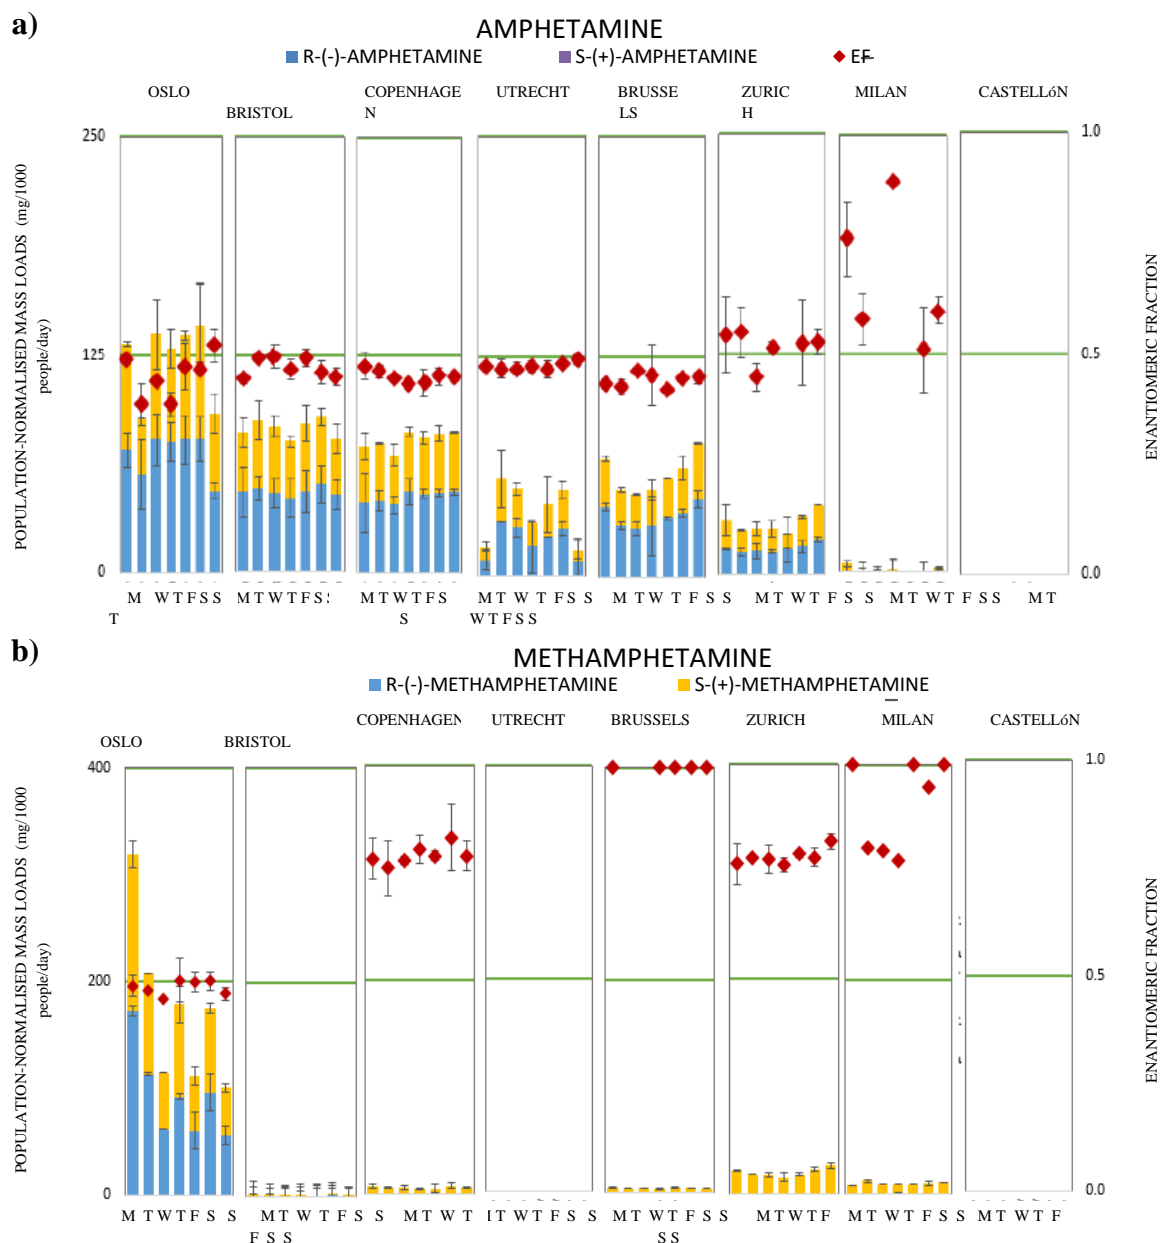 a)
AMPHETAMINE
R-(-)-AMPHETAMINE S-(+)-AMPHETAMINE EF
OSLO COPENHAGE UTRECHT BRUSSE ZURIC MILAN CASTELLóN
BRISTOL N LS H
250 1.0
POPULATION-NORMALISED MASS LOADS (mg/1000
people/day)
125 0.5
ENANTIOMERIC FRACTION
0 0.0
M W T F S S M T W T F S S M T W T F S M T W T F S S M T W T F S S M T W T F S S M T W T F S S M T
T S W T F S S
b)
METHAMPHETAMINE
R-(-)-METHAMPHETAMINE S-(+)-METHAMPHETAMINE
COPENHAGEN UTRECHT BRUSSELS ZURICH MILAN CASTELLóN
OSLO BRISTOL
400 1.0
POPULATION-NORMALISED MASS LOADS (mg/1000
people/day)
200 0.5
ENANTIOMERIC FRACTION
0 0.0
M T W T F S S M T W T F S S M T W T T W T F S S M T W T F S S M T W T F M T W T F S S M T W T F
F S S S S